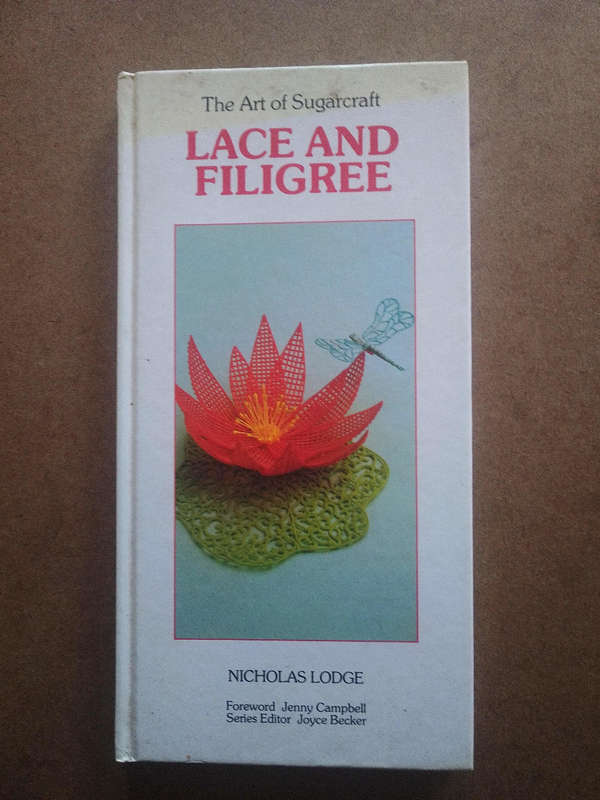 The Art of Sugarcraft
LACE AND
FILIGREE
NICHOLAS LODGE
Foreword Jenny Campbell
Series Editor Joyce Becker